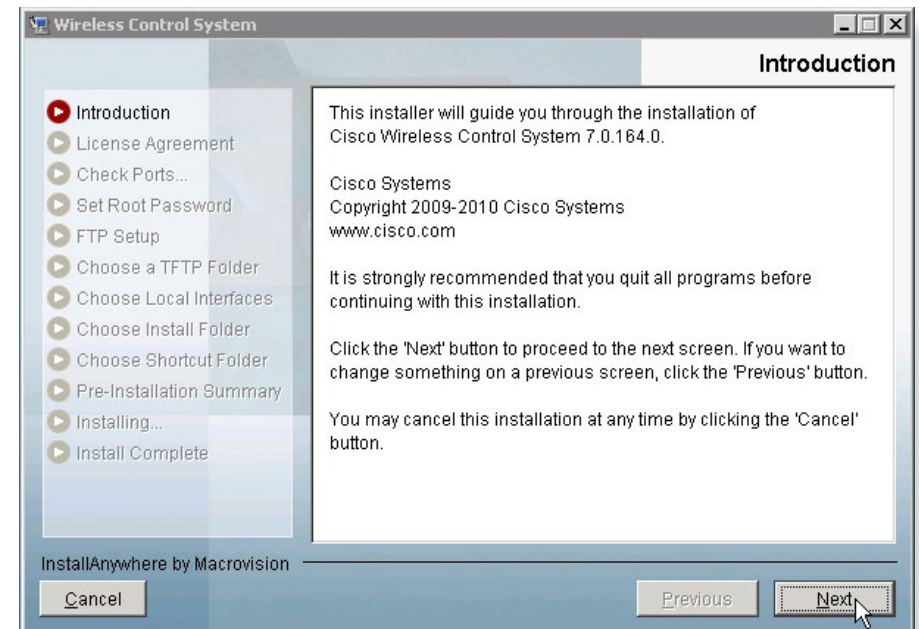 Wireless Control System
Introduction
Introduction
License Agreement
Check Ports...
Set Root Password
FTP Setup
Choose a TFTP Folder
Choose Local Interfaces
Choose Install Folder
Choose Shortcut Folder
Pre-Installation Summary
Installing...
Install Complete
This installer will guide you through the installation of
Cisco Wireless Control System 7.0.164.0.
Cisco Systems
Copyright 2009-2010 Cisco Systems
www.cisco.com
It is strongly recommended that you quit all programs before
continuing with this installation.
Click the 'Next' button to proceed to the next screen. If you want to
change something on a previous screen, click the 'Previous' button.
You may cancel this installation at any time by clicking the 'Cancel'
button.
InstallAnywhere by Macrovision
Cancel
Previous
Next